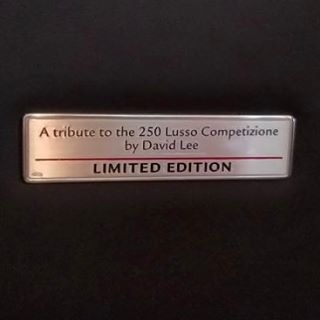 A tribute to the 250 Lusso Competizione
by David Lee
LIMITED EDITION